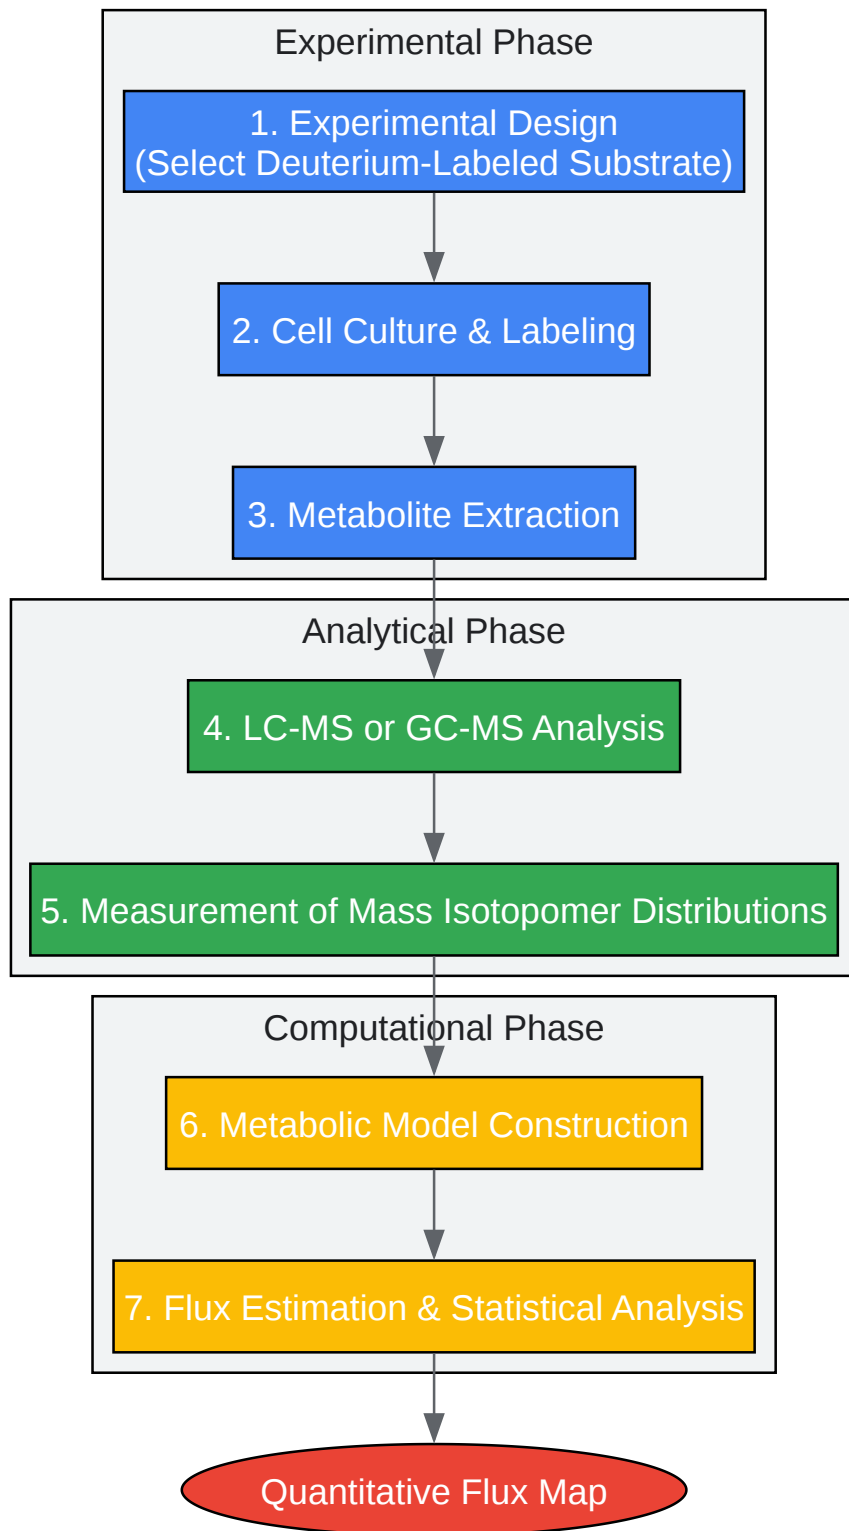 Experimental Phase
1. Experimental Design
(Select Deuterium-Labeled Substrate)
2. Cell Culture & Labeling
3. Metabolite Extraction
Analytical Phase
4. LC-MS or GC-MS Analysis
5. Measurement of Mass Isotopomer Distributions
Computational Phase
6. Metabolic Model Construction
7. Flux Estimation & Statistical Analysis
Quantitative Flux Map